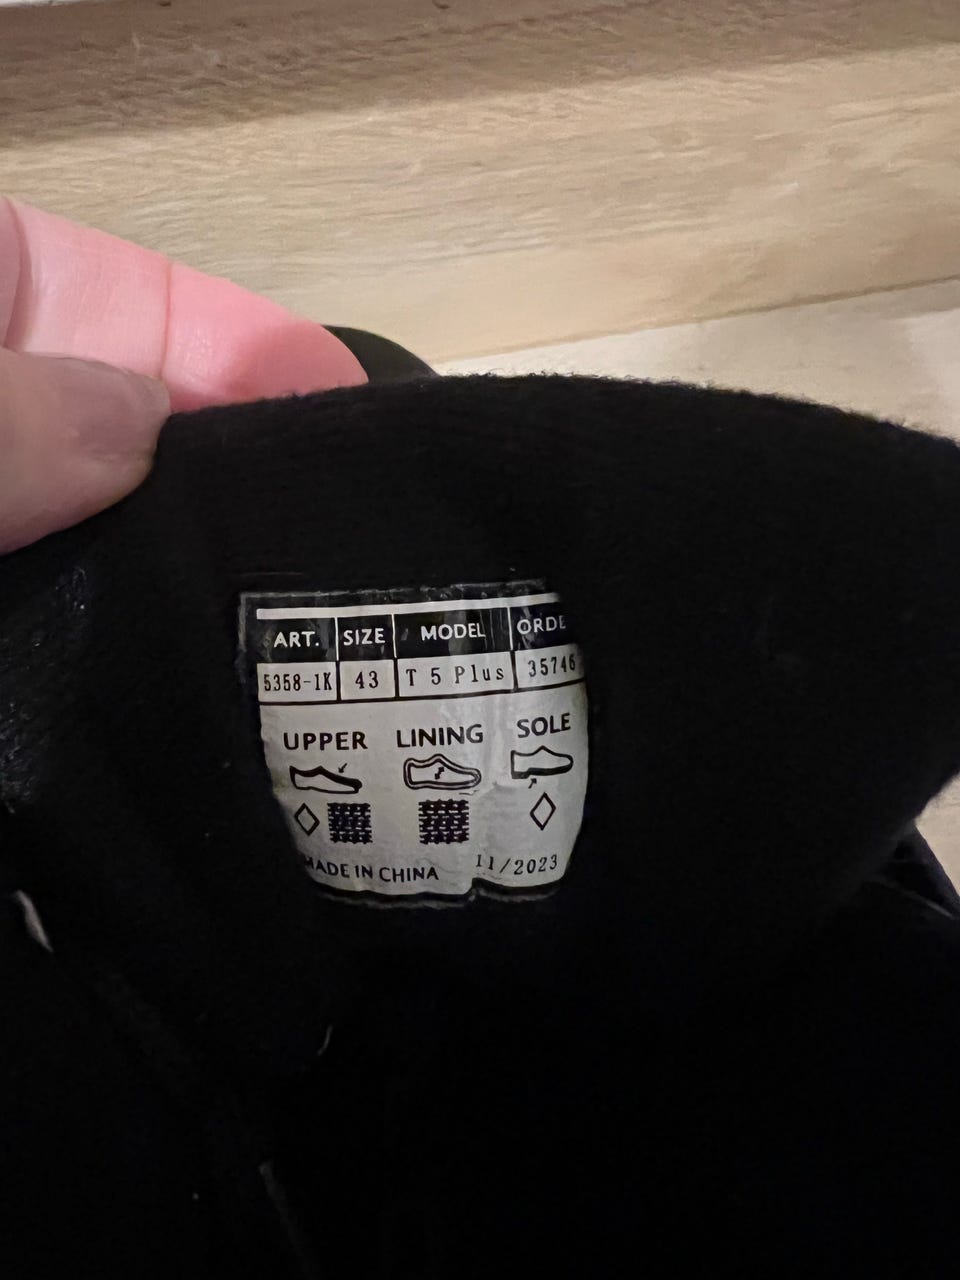 ART. SIZE MODEL ORDE
5358-1K 43 T 5 Plus 35746
UPPER LINING SOLE
MADE IN CHINA 11/2023